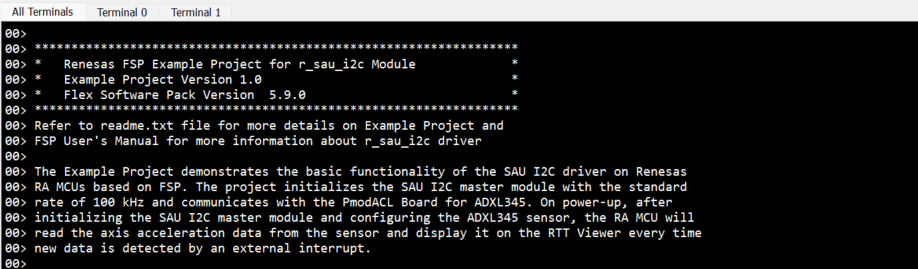 All Terminals Terminal 0 Terminal 1
00>
00> ******************************************************************
00> *   Renesas FSP Example Project for r_sau_i2c Module             *
00> *   Example Project Version 1.0                                  *
00> *   Flex Software Pack Version  5.9.0                            *
00> ******************************************************************
00> Refer to readme.txt file for more details on Example Project and
00> FSP User's Manual for more information about r_sau_i2c driver
00>
00> The Example Project demonstrates the basic functionality of the SAU I2C driver on Renesas
00> RA MCUs based on FSP. The project initializes the SAU I2C master module with the standard
00> rate of 100 kHz and communicates with the PmodACL Board for ADXL345. On power-up, after
00> initializing the SAU I2C master module and configuring the ADXL345 sensor, the RA MCU will
00> read the axis acceleration data from the sensor and display it on the RTT Viewer every time
00> new data is detected by an external interrupt.
00>